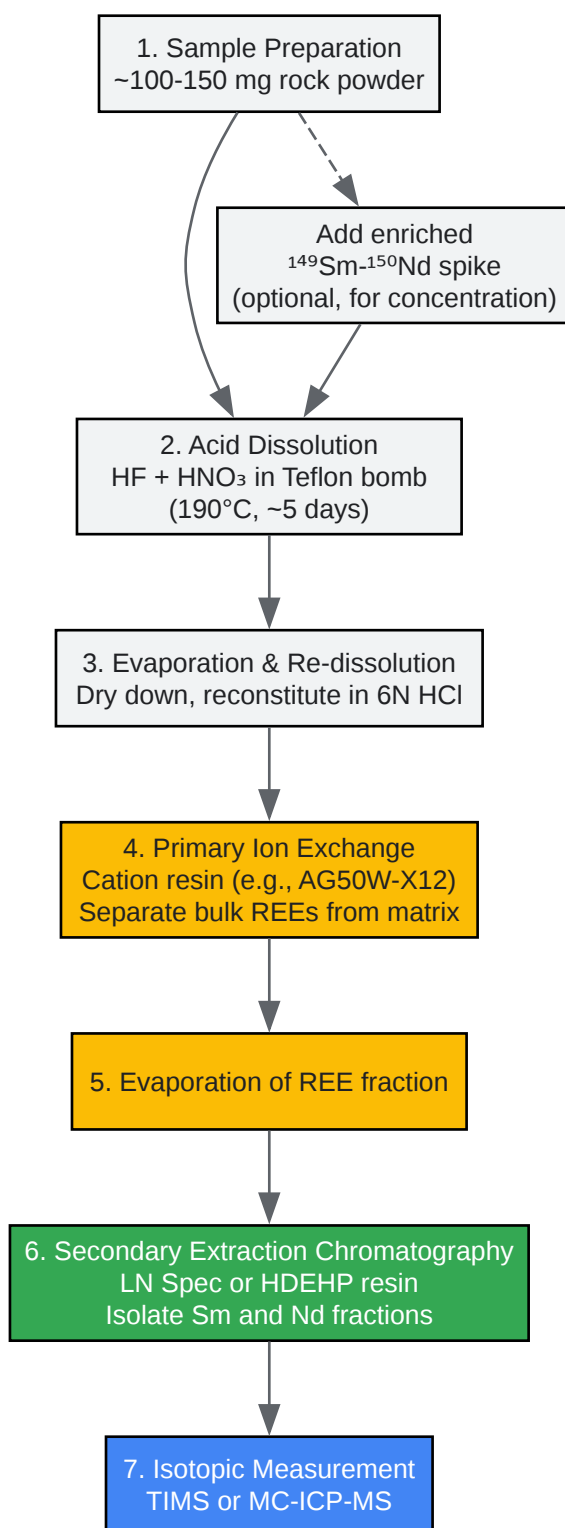 1. Sample Preparation
~100-150 mg rock powder
Add enriched
¹⁴⁹Sm-¹⁵⁰Nd spike
(optional, for concentration)
2. Acid Dissolution
HF + HNO₃ in Teflon bomb
(190°C, ~5 days)
3. Evaporation & Re-dissolution
Dry down, reconstitute in 6N HCl
4. Primary Ion Exchange
Cation resin (e.g., AG50W-X12)
Separate bulk REEs from matrix
5. Evaporation of REE fraction
6. Secondary Extraction Chromatography
LN Spec or HDEHP resin
Isolate Sm and Nd fractions
7. Isotopic Measurement
TIMS or MC-ICP-MS